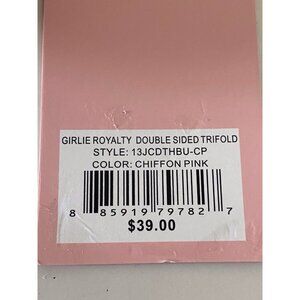 GIRLIE ROYALTY DOUBLE SIDED TRIFOLD
STYLE: 13JCDTHBU-CP
COLOR: CHIFFON PINK
8 85919 79782 7
$39.00